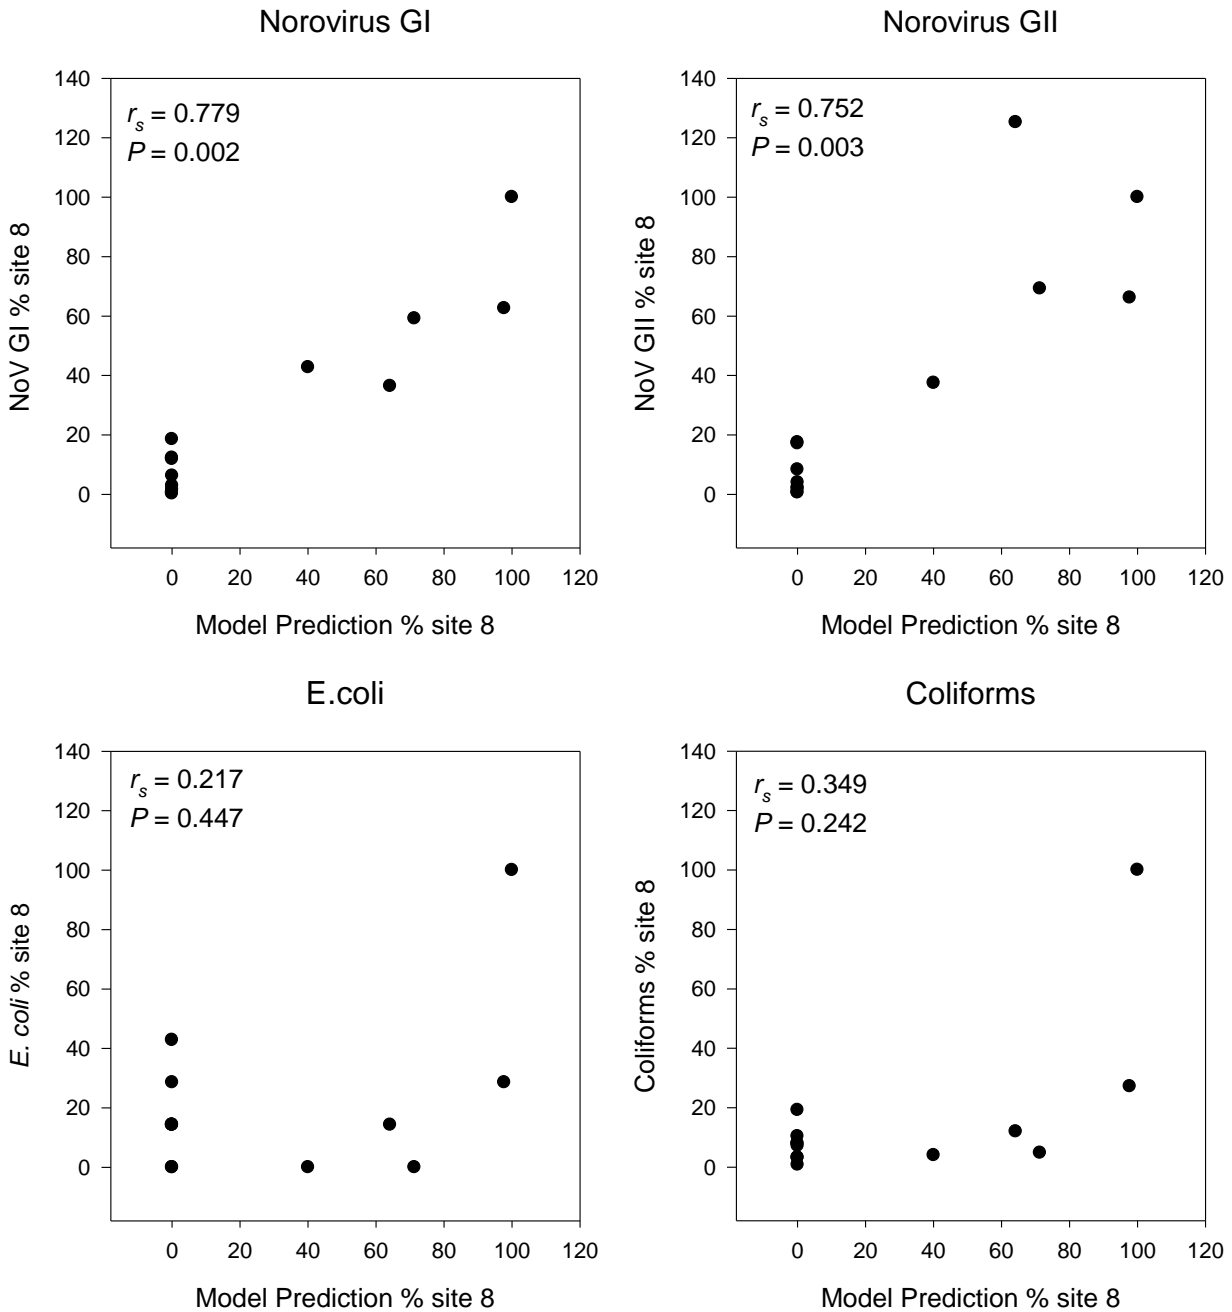 Norovirus GI
r_s = 0.779
P = 0.002
140
120
100
80
60
40
20
0
NoV GI % site 8
0 20 40 60 80 100 120
Model Prediction % site 8
Norovirus GII
r_s = 0.752
P = 0.003
140
120
100
80
60
40
20
0
NoV GII % site 8
0 20 40 60 80 100 120
Model Prediction % site 8
E.coli
r_s = 0.217
P = 0.447
140
120
100
80
60
40
20
0
E. coli % site 8
0 20 40 60 80 100 120
Model Prediction % site 8
Coliforms
r_s = 0.349
P = 0.242
140
120
100
80
60
40
20
0
Coliforms % site 8
0 20 40 60 80 100 120
Model Prediction % site 8